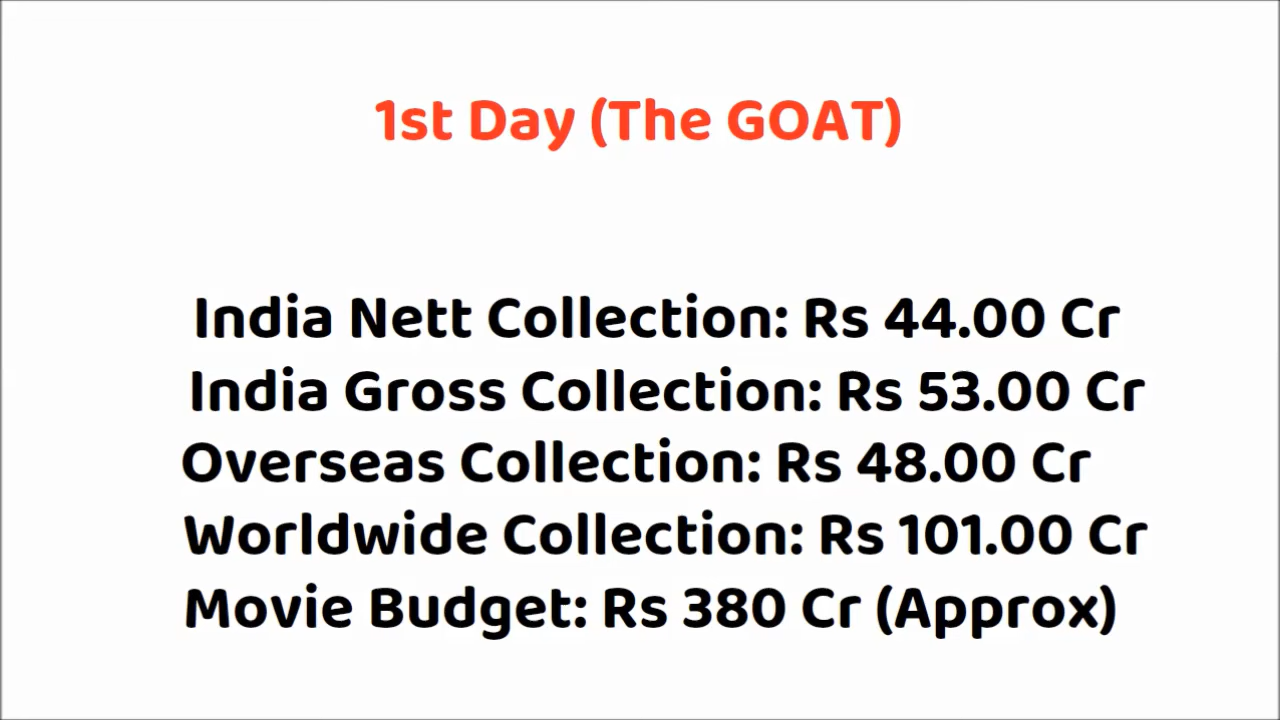 1st Day (The GOAT)
India Nett Collection: Rs 44.00 Cr
India Gross Collection: Rs 53.00 Cr
Overseas Collection: Rs 48.00 Cr
Worldwide Collection: Rs 101.00 Cr
Movie Budget: Rs 380 Cr (Approx)